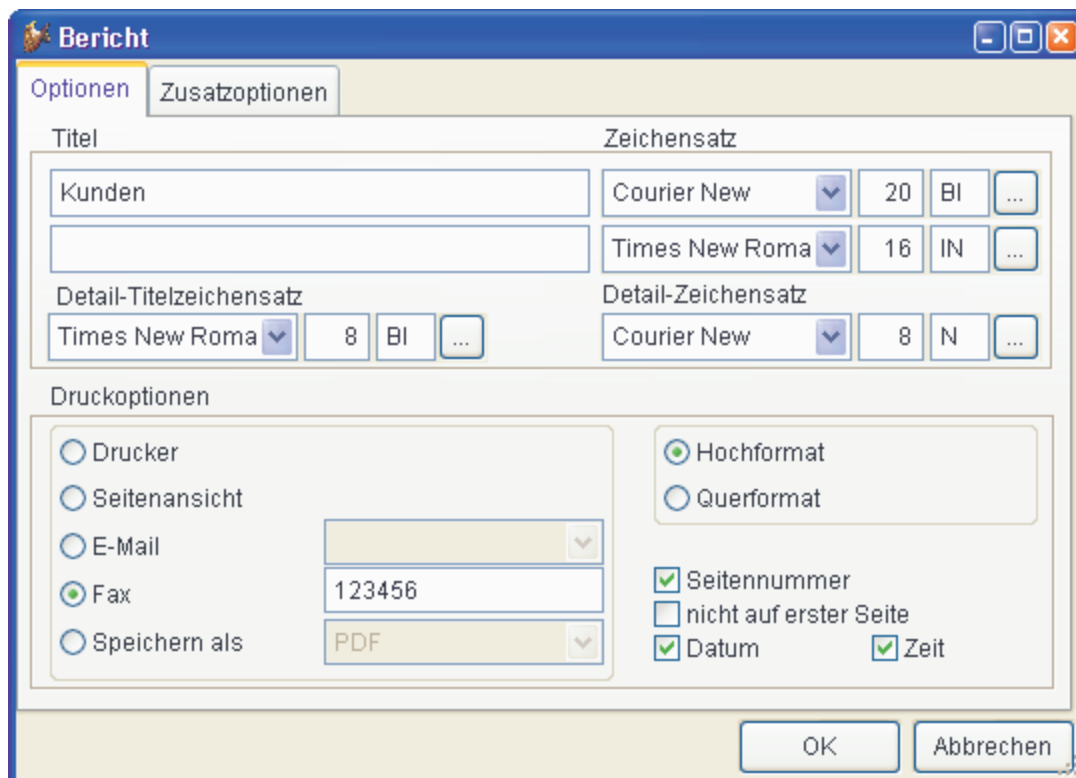 Bericht
Optionen Zusatzoptionen
Titel Zeichensatz
Kunden Courier New 20 BI ...
Times New Roma 16 IN ...
Detail-Titelzeichensatz Detail-Zeichensatz
Times New Roma 8 BI ... Courier New 8 N ...
Druckoptionen
Drucker Hochformat
Seitenansicht Querformat
E-Mail
Fax 123456 Seitennummer
nicht auf erster Seite
Speichern als PDF Datum Zeit
OK Abbrechen